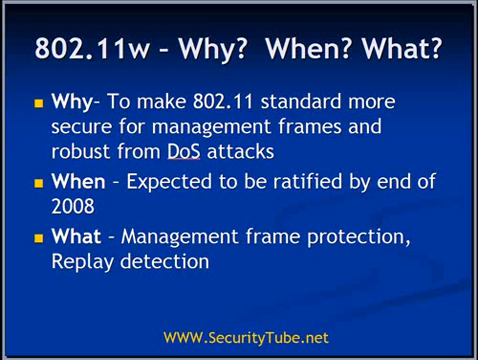 802.11w – Why? When? What?
Why– To make 802.11 standard more
secure for management frames and
robust from DoS attacks
When – Expected to be ratified by end of
2008
What – Management frame protection,
Replay detection
WWW.SecurityTube.net